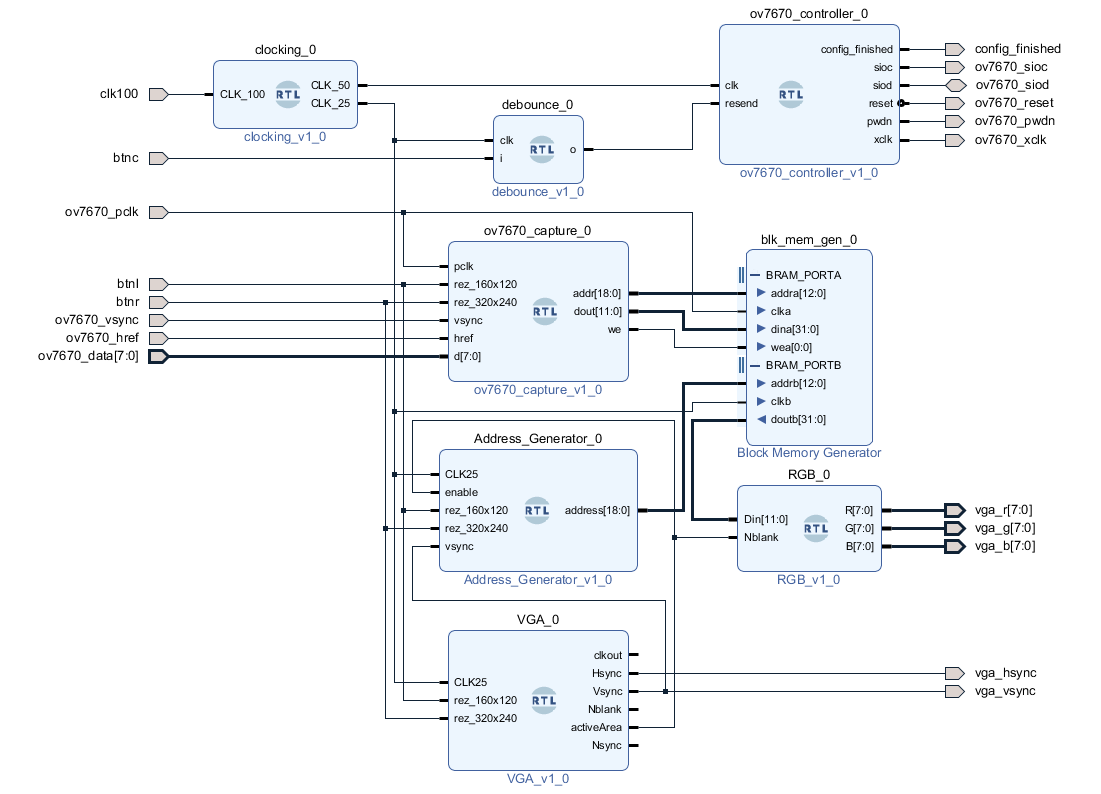 clk100
btnc
ov7670_pclk
btnl
btnr
ov7670_vsync
ov7670_href
ov7670_data[7:0]
clocking_0
CLK_100
RTL
CLK_50
CLK_25
clocking_v1_0
debounce_0
clk
i
RTL
o
debounce_v1_0
ov7670_controller_0
clk
resend
RTL
config_finished
sioc
siod
reset
pwdn
xclk
ov7670_controller_v1_0
config_finished
ov7670_sioc
ov7670_siod
ov7670_reset
ov7670_pwdn
ov7670_xclk
ov7670_capture_0
pclk
rez_160x120
rez_320x240
vsync
href
d[7:0]
RTL
addr[18:0]
dout[11:0]
we
ov7670_capture_v1_0
blk_mem_gen_0
BRAM_PORTA
addra[12:0]
clka
dina[31:0]
wea[0:0]
BRAM_PORTB
addrb[12:0]
clkb
doutb[31:0]
Block Memory Generator
Address_Generator_0
CLK25
enable
rez_160x120
rez_320x240
vsync
RTL
address[18:0]
Address_Generator_v1_0
RGB_0
Din[11:0]
Nblank
RTL
R[7:0]
G[7:0]
B[7:0]
RGB_v1_0
vga_r[7:0]
vga_g[7:0]
vga_b[7:0]
VGA_0
CLK25
rez_160x120
rez_320x240
RTL
clkout
Hsync
Vsync
Nblank
activeArea
Nsync
VGA_v1_0
vga_hsync
vga_vsync